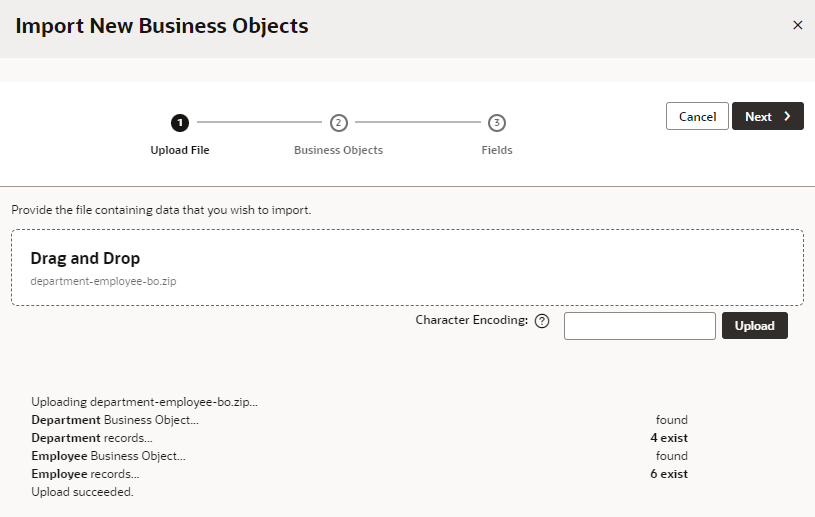 Import New Business Objects
×
1
2
3
Cancel
Next
Upload File
Business Objects
Fields
Provide the file containing data that you wish to import.
Drag and Drop
department-employee-bo.zip
Character Encoding: ?
Upload
Uploading department-employee-bo.zip...
Department Business Object... found
Department records... 4 exist
Employee Business Object... found
Employee records... 6 exist
Upload succeeded.